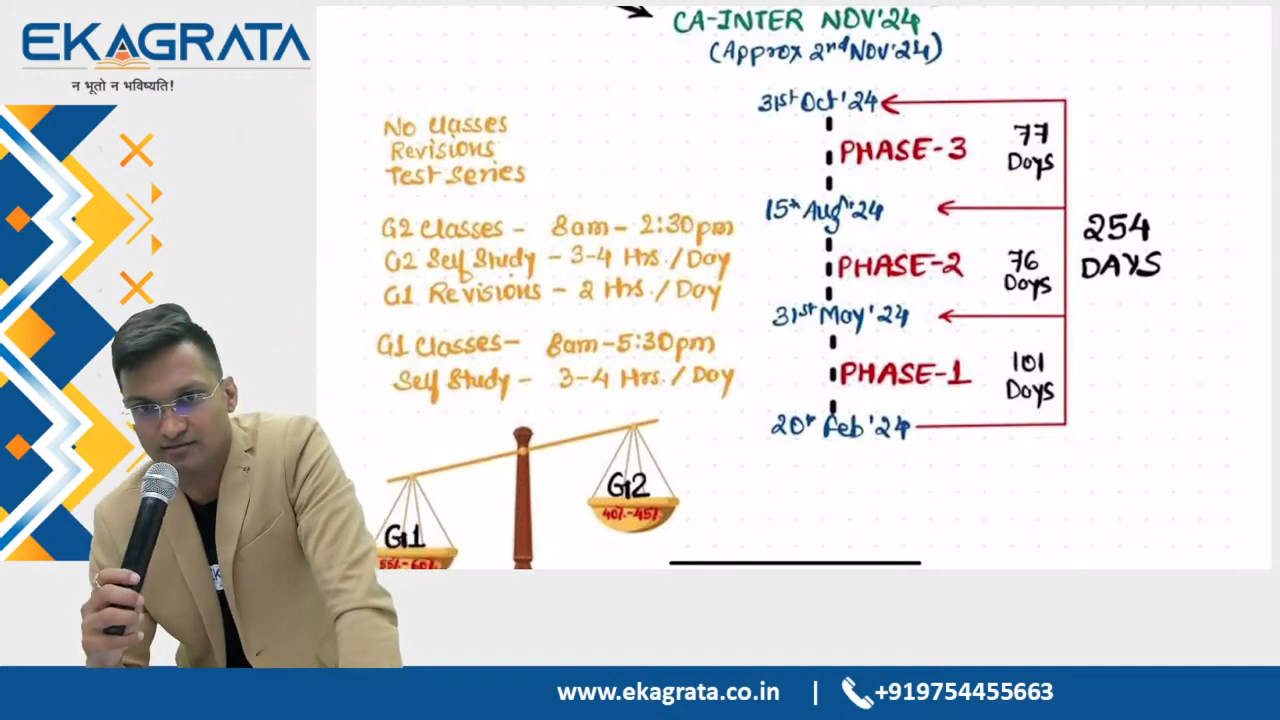 EKAGRATA
न भूतो न भविष्यति!
CA-INTER NOV'24
(Approx 2nd Nov'24)
31st Oct'24
No Classes
Revisions
Test Series
PHASE-3
77
Days
15th Aug'24
G2 Classes - 8am - 2:30pm
G2 Self Study - 3-4 Hrs./Day
G1 Revisions - 2 Hrs./Day
PHASE-2
76
Days
254
DAYS
31st May'24
G1 Classes - 8am-5:30pm
Self Study - 3-4 Hrs./Day
PHASE-1
101
Days
20th Feb'24
G2
40%-45%
G1
55%-60%
www.ekagrata.co.in | +919754455663